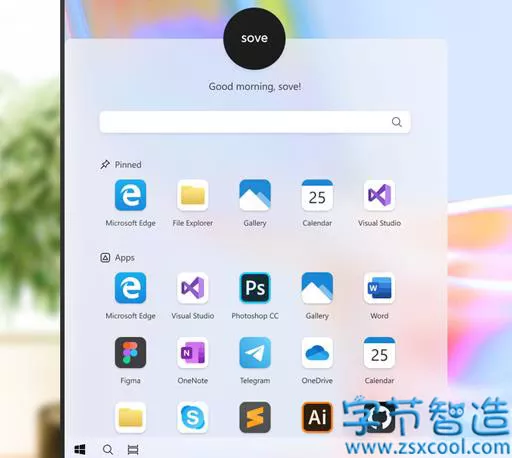 sove
Good morning, sove!
Pinned
Microsoft Edge
File Explorer
Gallery
25
Calendar
Visual Studio
Apps
Microsoft Edge
Visual Studio
Ps
Photoshop CC
Gallery
W
Word
Figma
N
OneNote
Telegram
OneDrive
25
Calendar
S
Ai
字节智造
www.zsxcool.com